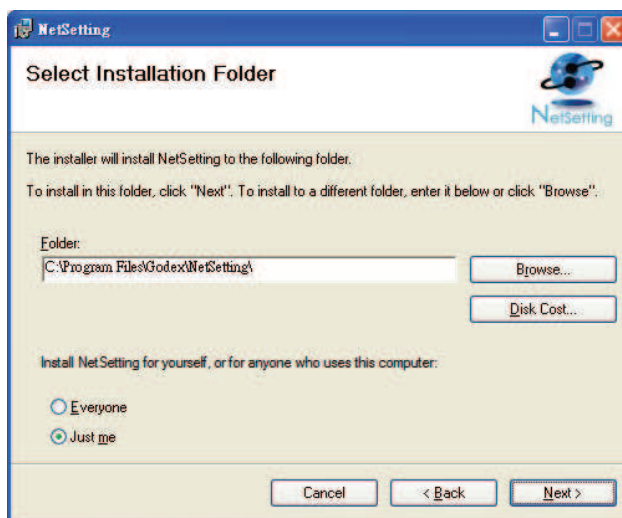 NetSetting
Select Installation Folder
NetSetting
The installer will install NetSetting to the following folder.
To install in this folder, click "Next". To install to a different folder, enter it below or click "Browse".
Folder:
C:\Program Files\Godex\NetSetting\
Browse...
Disk Cost...
Install NetSetting for yourself, or for anyone who uses this computer:
Everyone
Just me
Cancel
< Back
Next >